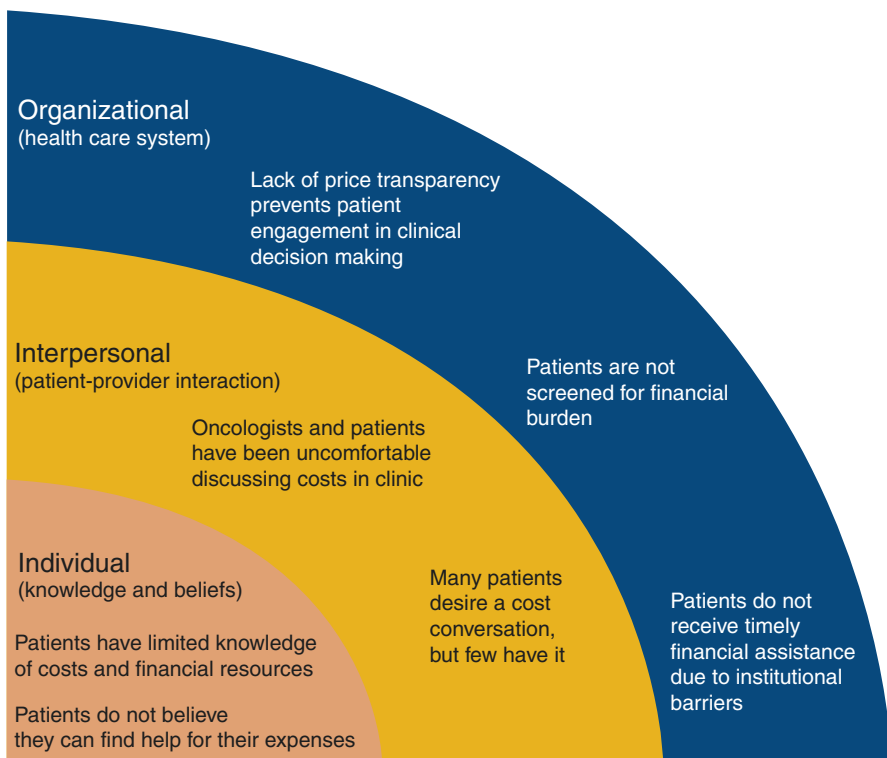 Organizational
(health care system)
Lack of price transparency
prevents patient
engagement in clinical
decision making
Patients are not
screened for financial
burden
Patients do not
receive timely
financial assistance
due to institutional
barriers
Interpersonal
(patient-provider interaction)
Oncologists and patients
have been uncomfortable
discussing costs in clinic
Many patients
desire a cost
conversation,
but few have it
Individual
(knowledge and beliefs)
Patients have limited knowledge
of costs and financial resources
Patients do not believe
they can find help for their expenses